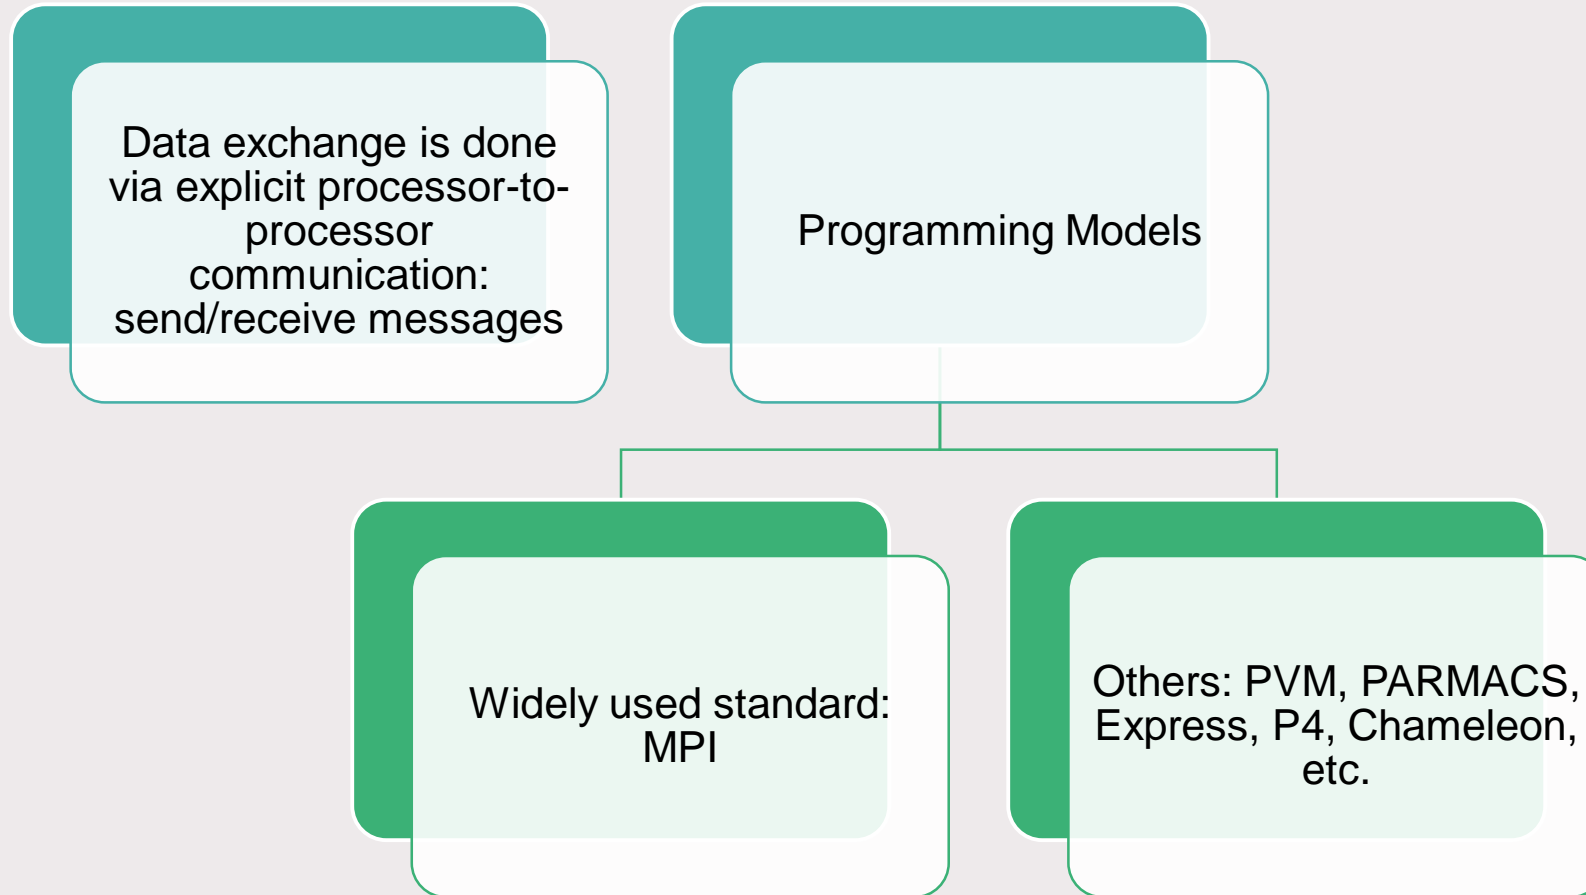 Data exchange is done
via explicit processor-to-
processor
communication:
send/receive messages
Programming Models
Widely used standard:
MPI
Others: PVM, PARMACS,
Express, P4, Chameleon,
etc.